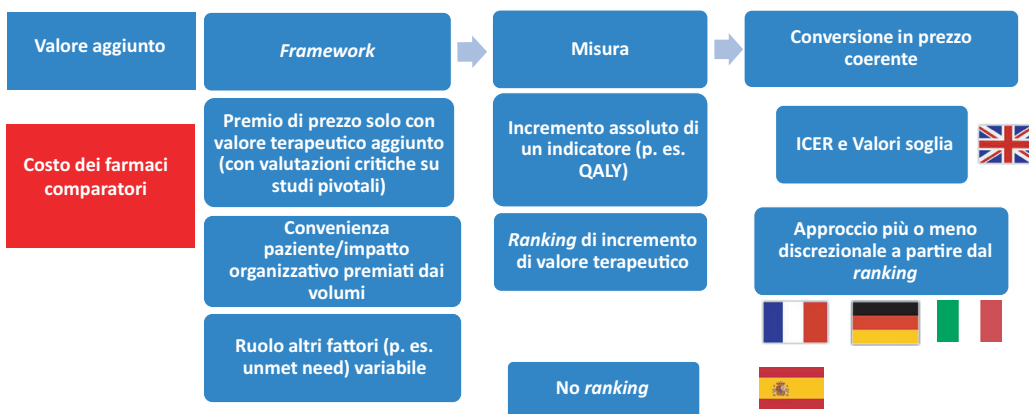 Valore aggiunto
Framework
Misura
Conversione in prezzo
coerente
Costo dei farmaci
comparatori
Premio di prezzo solo con
valore terapeutico aggiunto
(con valutazioni critiche su
studi pivotali)
Incremento assoluto di
un indicatore (p. es.
QALY)
ICER e Valori soglia
Convenienza
paziente/impatto
organizzativo premiati dai
volumi
Ranking di incremento
di valore terapeutico
Approccio più o meno
discrezionale a partire dal
ranking
Ruolo altri fattori (p. es.
unmet need) variabile
No ranking